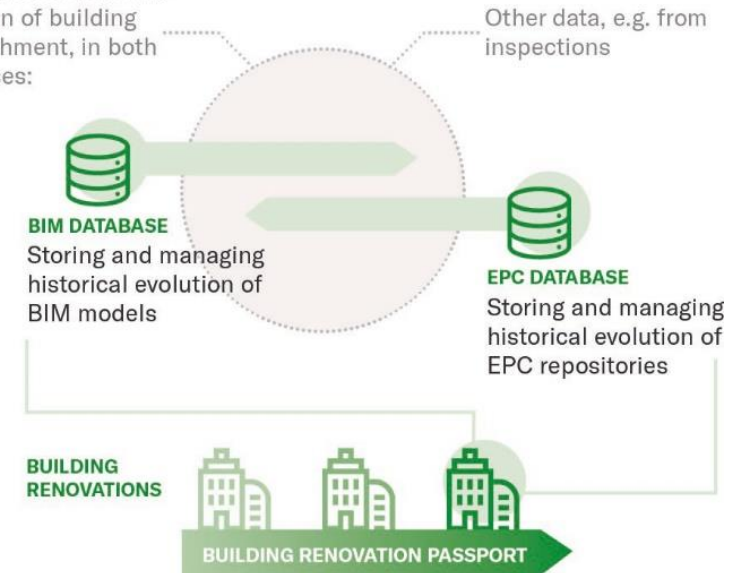 n of building
hment, in both
es:
Other data, e.g. from
inspections
BIM DATABASE
Storing and managing
historical evolution of
BIM models
EPC DATABASE
Storing and managing
historical evolution of
EPC repositories
BUILDING
RENOVATIONS
BUILDING RENOVATION PASSPORT